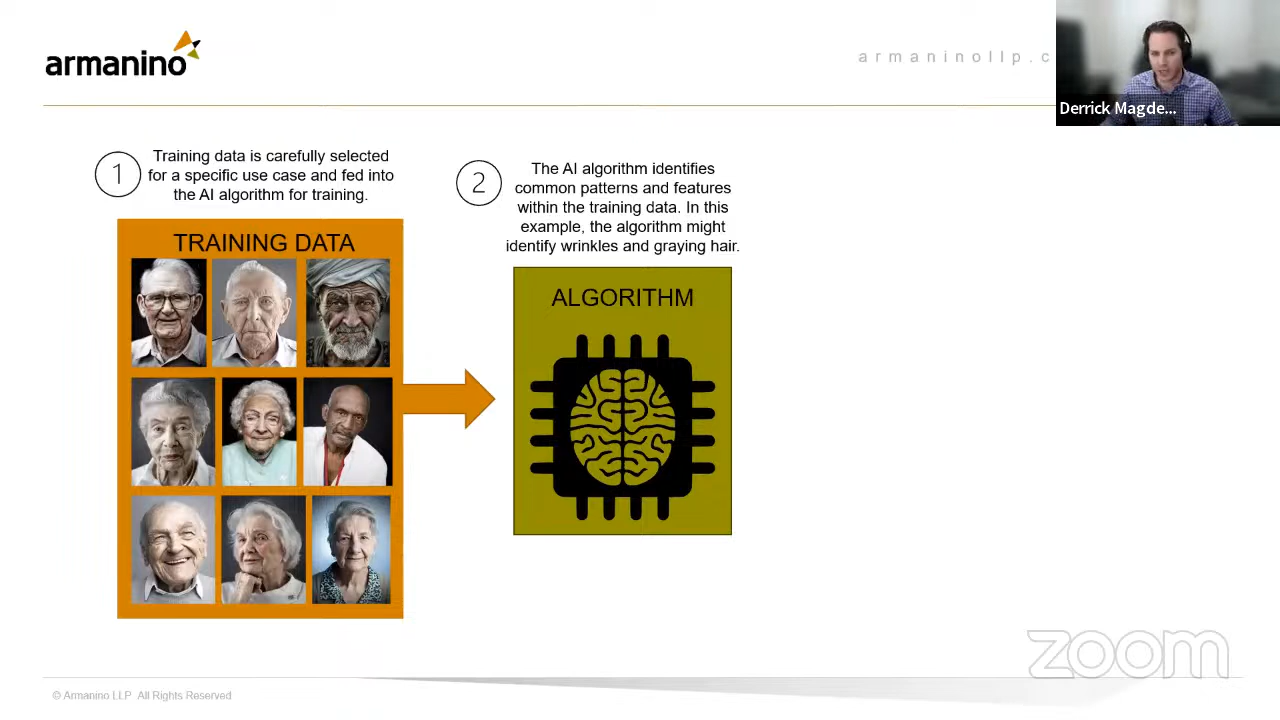 armanino
armaninollp.c
Derrick Magde...
1
Training data is carefully selected
for a specific use case and fed into
the AI algorithm for training.
2
The AI algorithm identifies
common patterns and features
within the training data. In this
example, the algorithm might
identify wrinkles and graying hair.
TRAINING DATA
ALGORITHM
zoom
© Armanino LLP All Rights Reserved